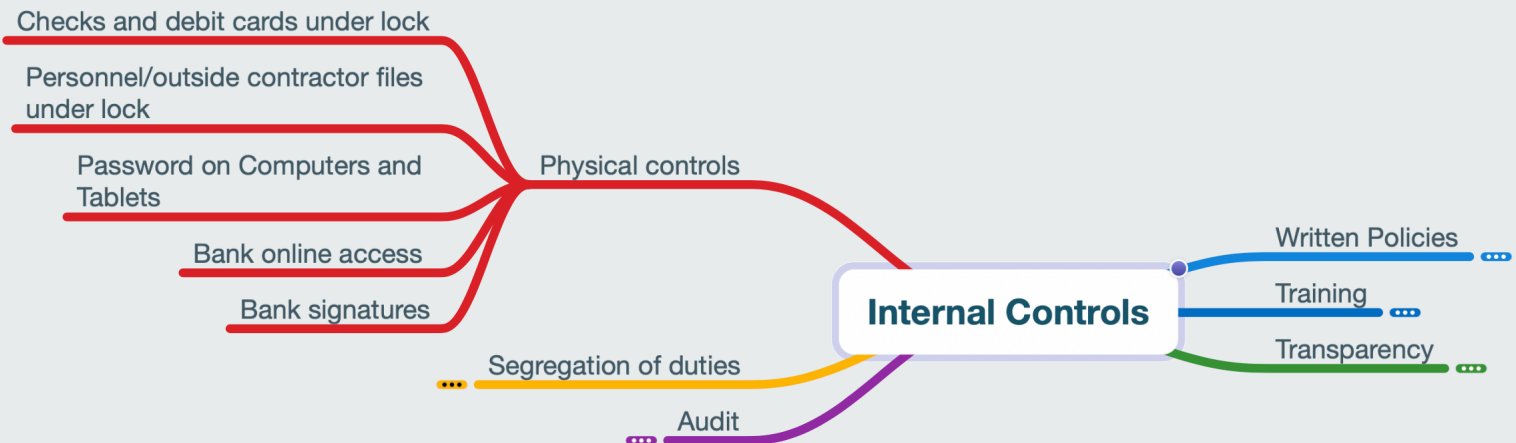 Checks and debit cards under lock
Personnel/outside contractor files
under lock
Password on Computers and
Tablets
Bank online access
Bank signatures
Physical controls
Segregation of duties
Audit
Internal Controls
Written Policies
Training
Transparency